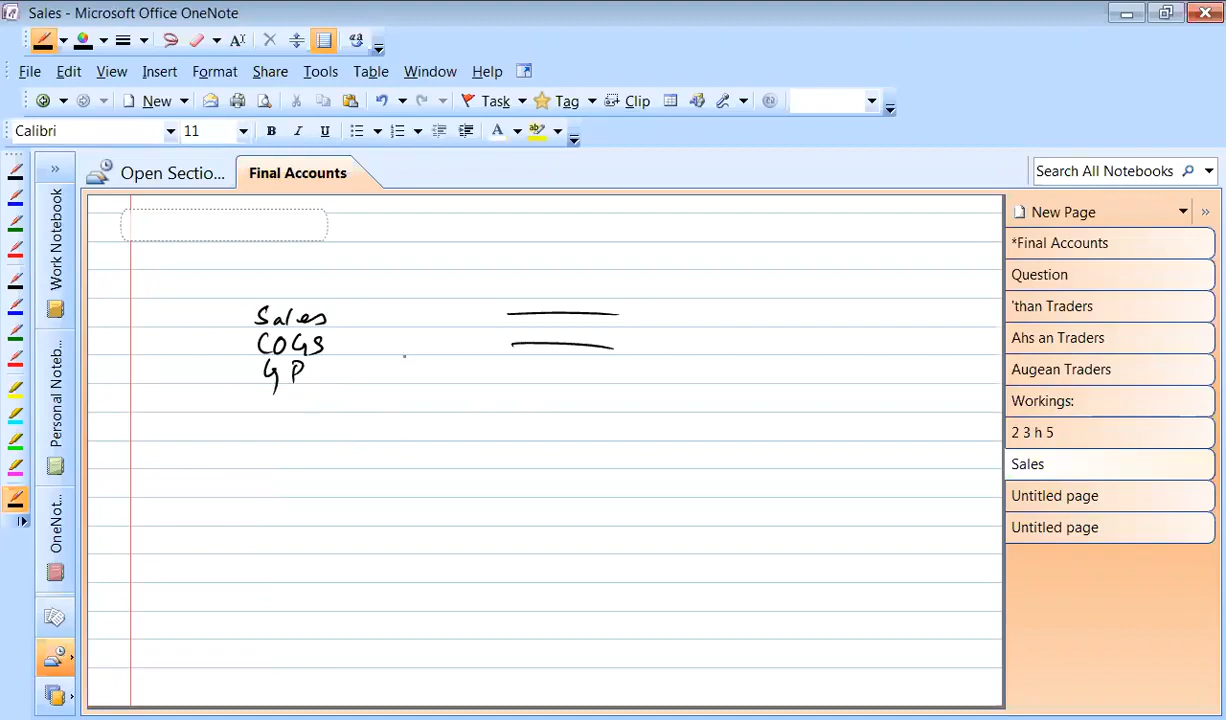 Sales - Microsoft Office OneNote
File Edit View Insert Format Share Tools Table Window Help
New Task Tag Clip
Calibri 11 B I U
Open Sectio... Final Accounts Search All Notebooks
Work Notebook
Personal Noteb...
OneNot...
Sales
COGS
GP
New Page
*Final Accounts
Question
'than Traders
Ahs an Traders
Augean Traders
Workings:
2 3 h 5
Sales
Untitled page
Untitled page